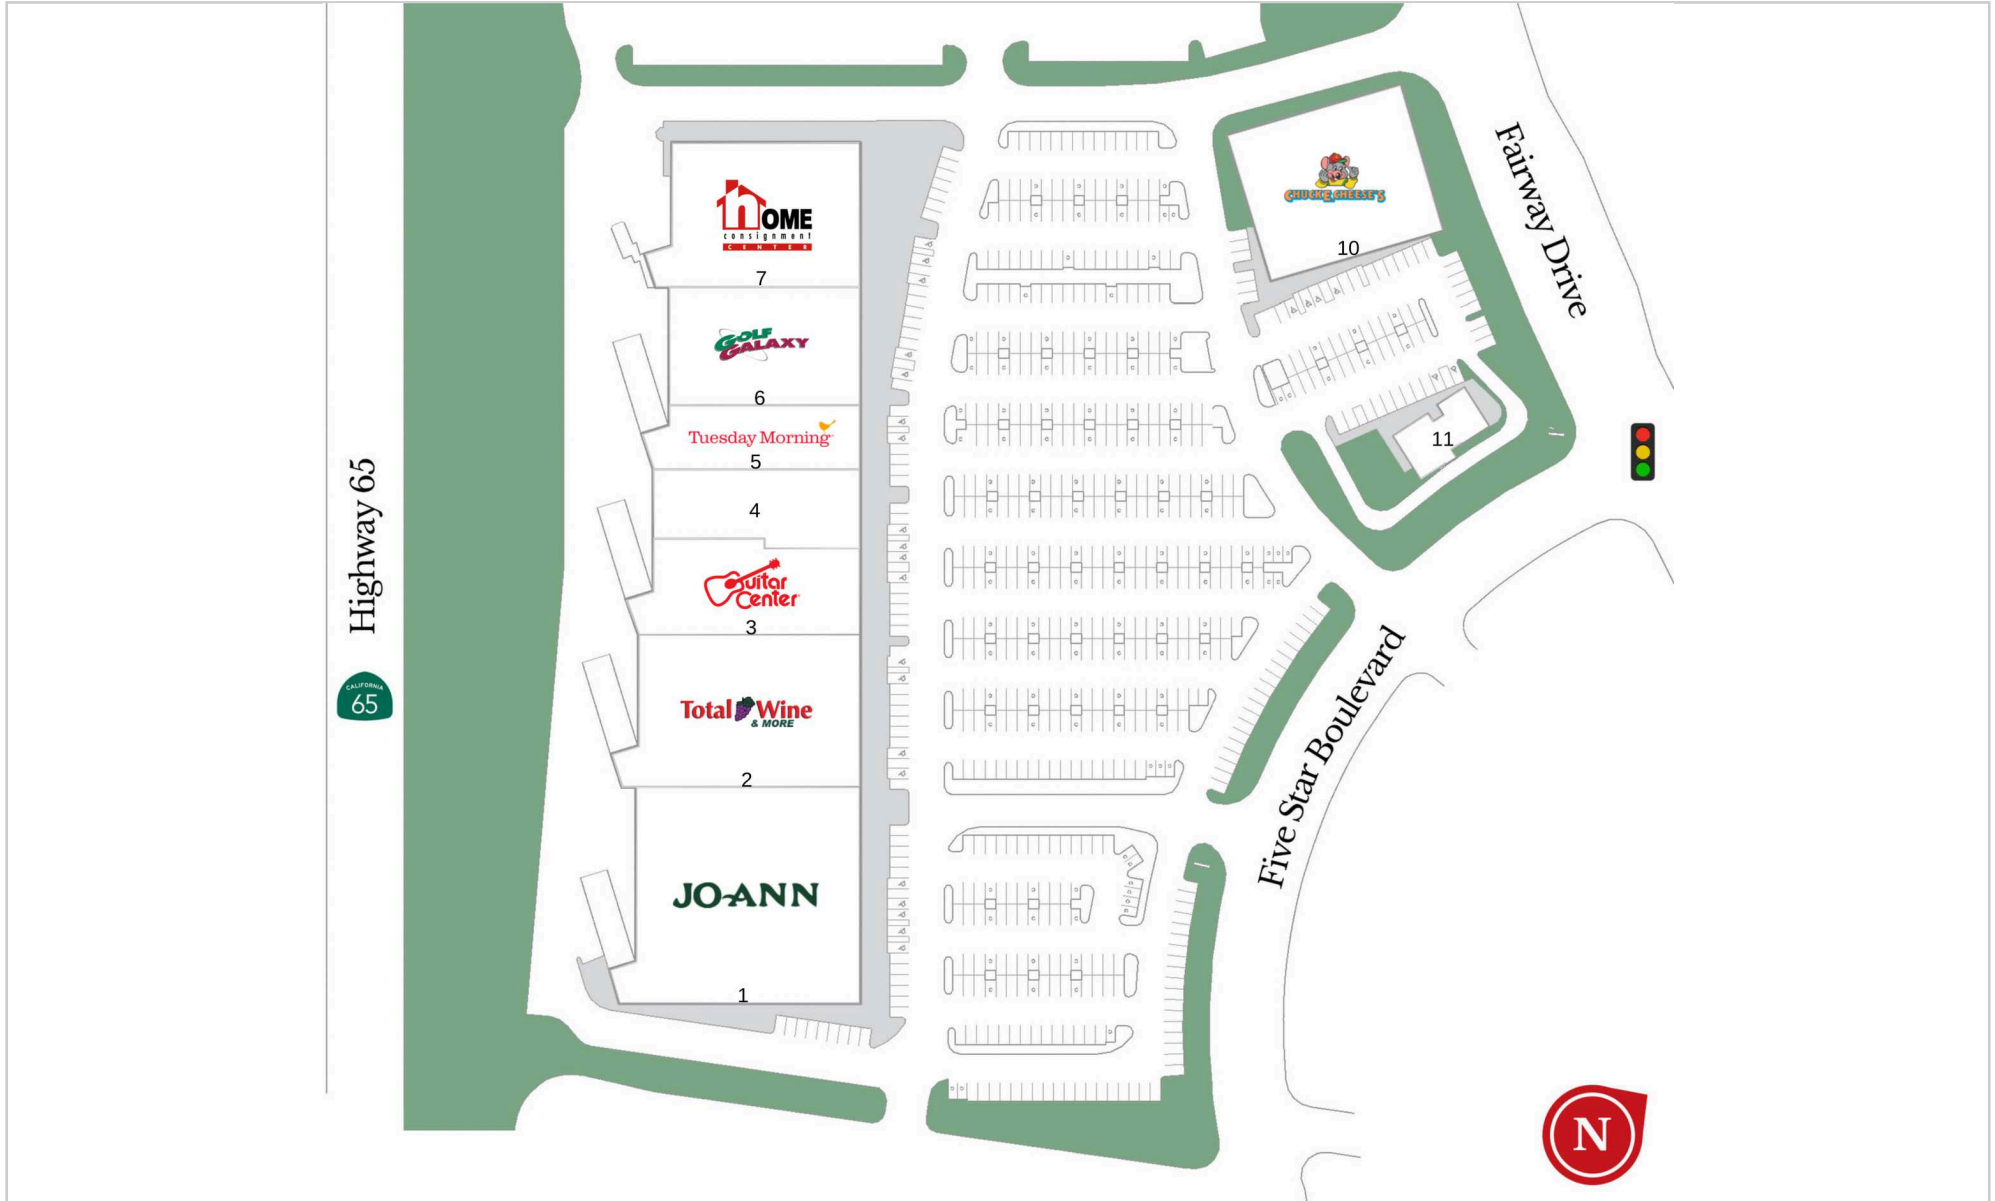 HOME
consignment
CENTER
7
GOLF
GALAXY
6
Tuesday Morning
5
4
Guitar
Center
3
Total Wine
& MORE
2
JO-ANN
1
CHUCK E. CHEESE'S
10
11
Fairway Drive
Five Star Boulevard
Highway 65
CALIFORNIA
65
N